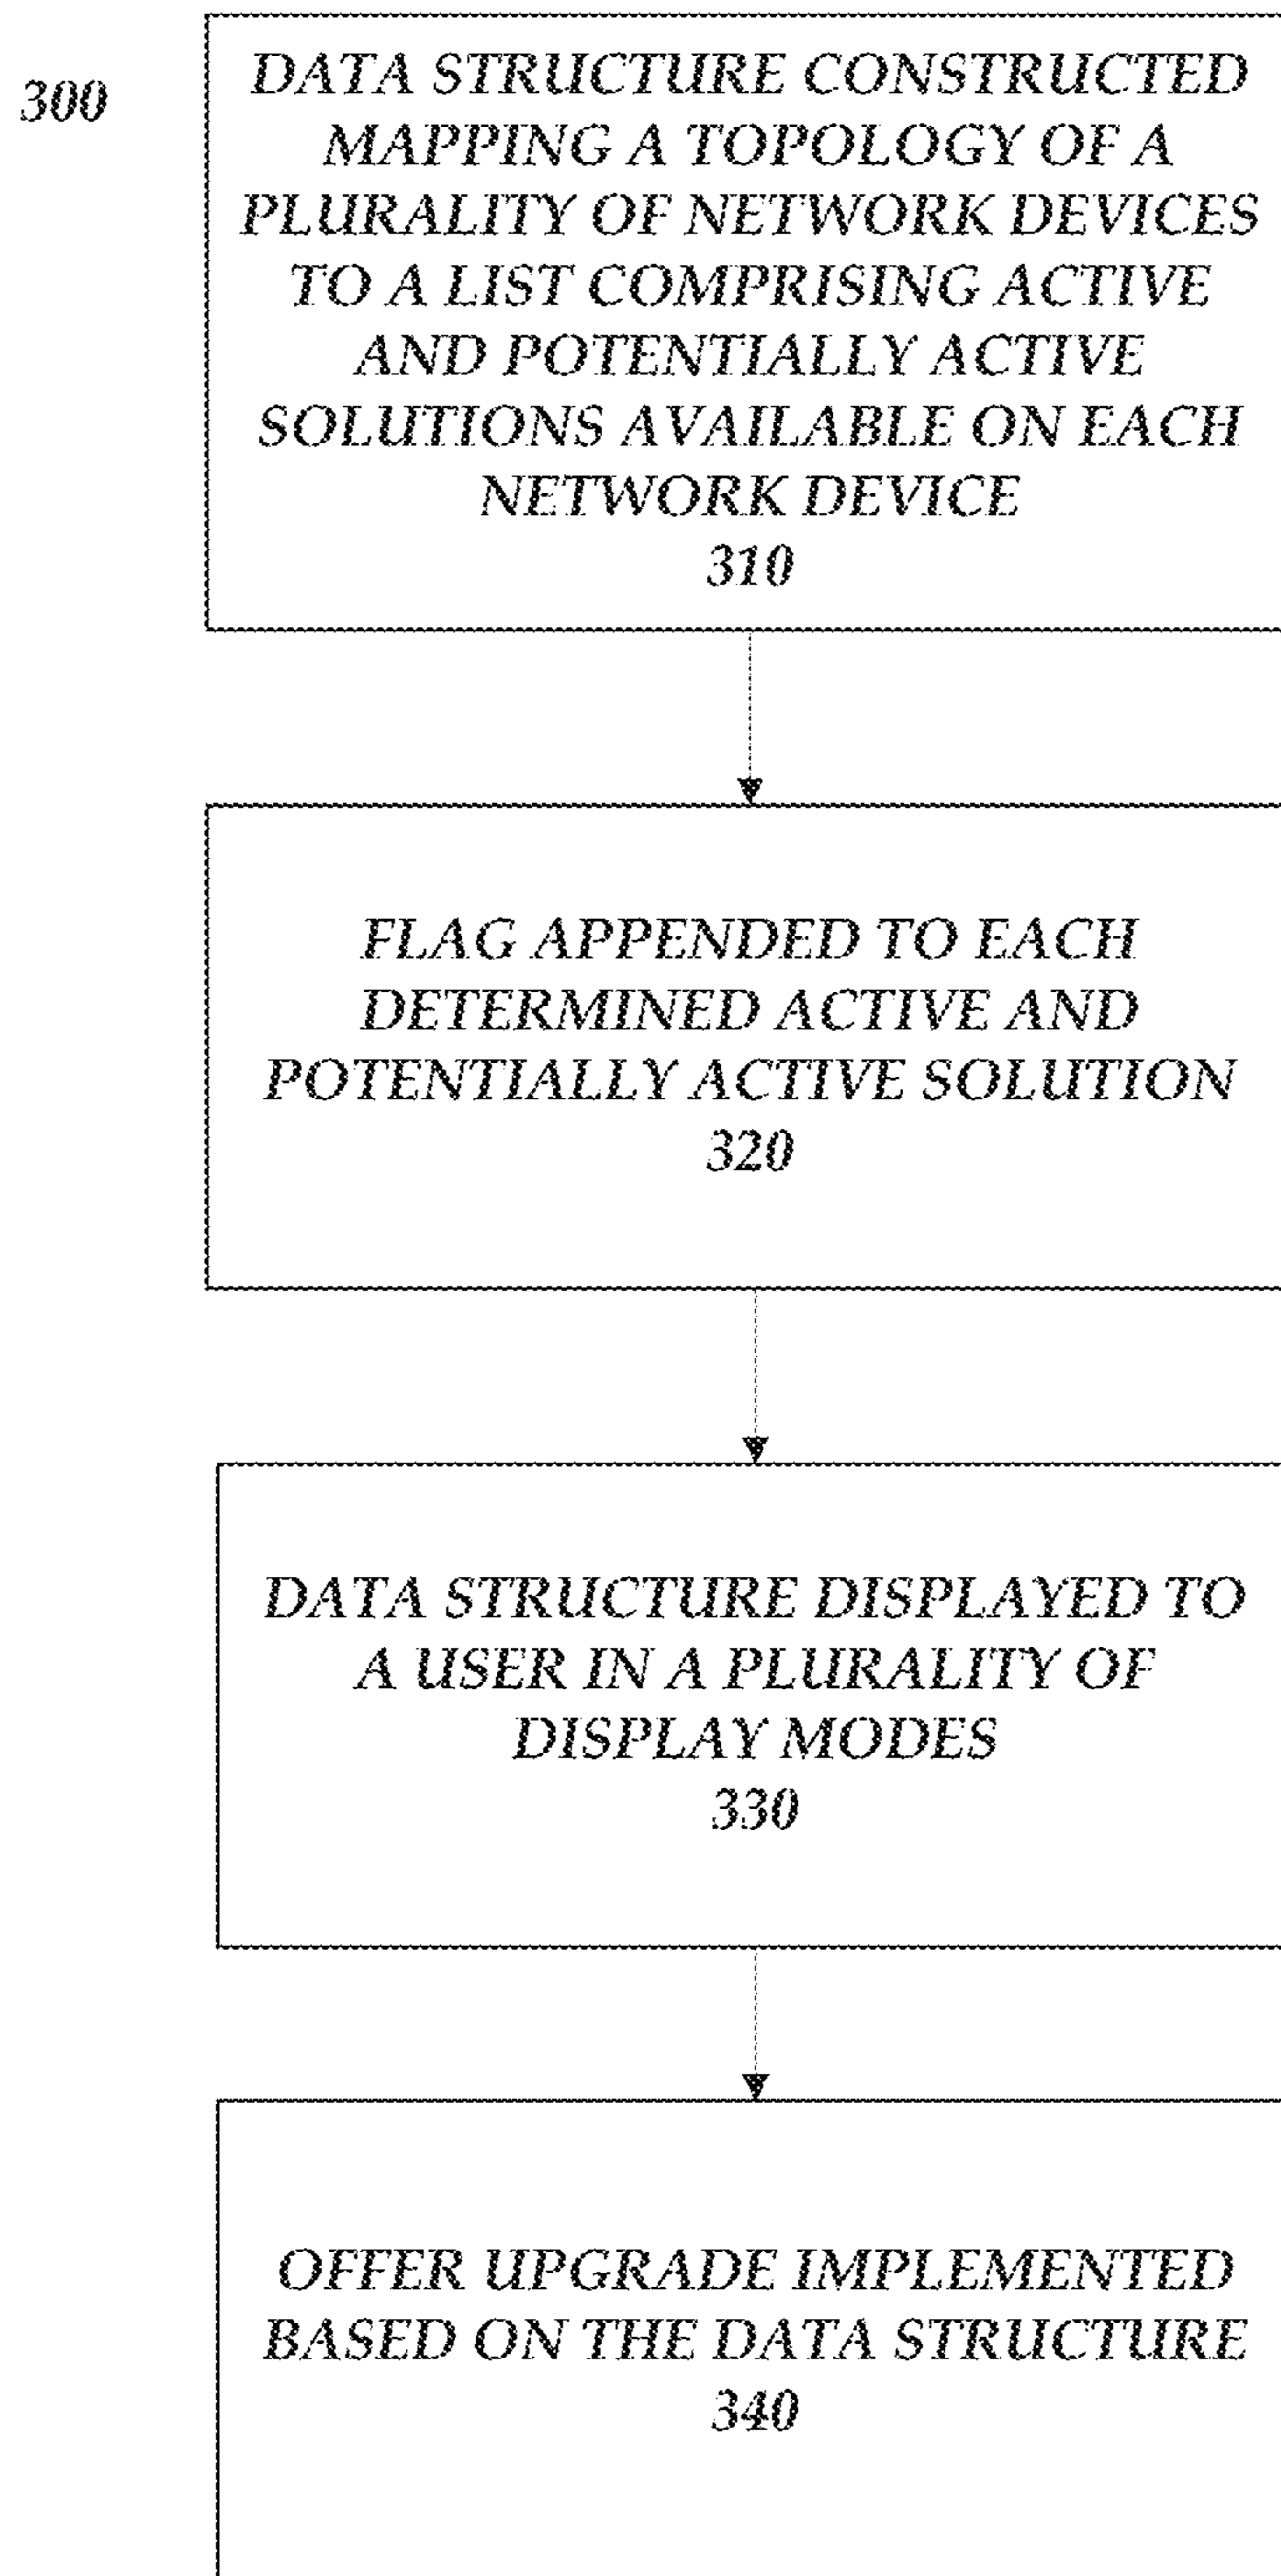 300
DATA STRUCTURE CONSTRUCTED
MAPPING A TOPOLOGY OF A
PLURALITY OF NETWORK DEVICES
TO A LIST COMPRISING ACTIVE
AND POTENTIALLY ACTIVE
SOLUTIONS AVAILABLE ON EACH
NETWORK DEVICE
310
FLAG APPENDED TO EACH
DETERMINED ACTIVE AND
POTENTIALLY ACTIVE SOLUTION
320
DATA STRUCTURE DISPLAYED TO
A USER IN A PLURALITY OF
DISPLAY MODES
330
OFFER UPGRADE IMPLEMENTED
BASED ON THE DATA STRUCTURE
340